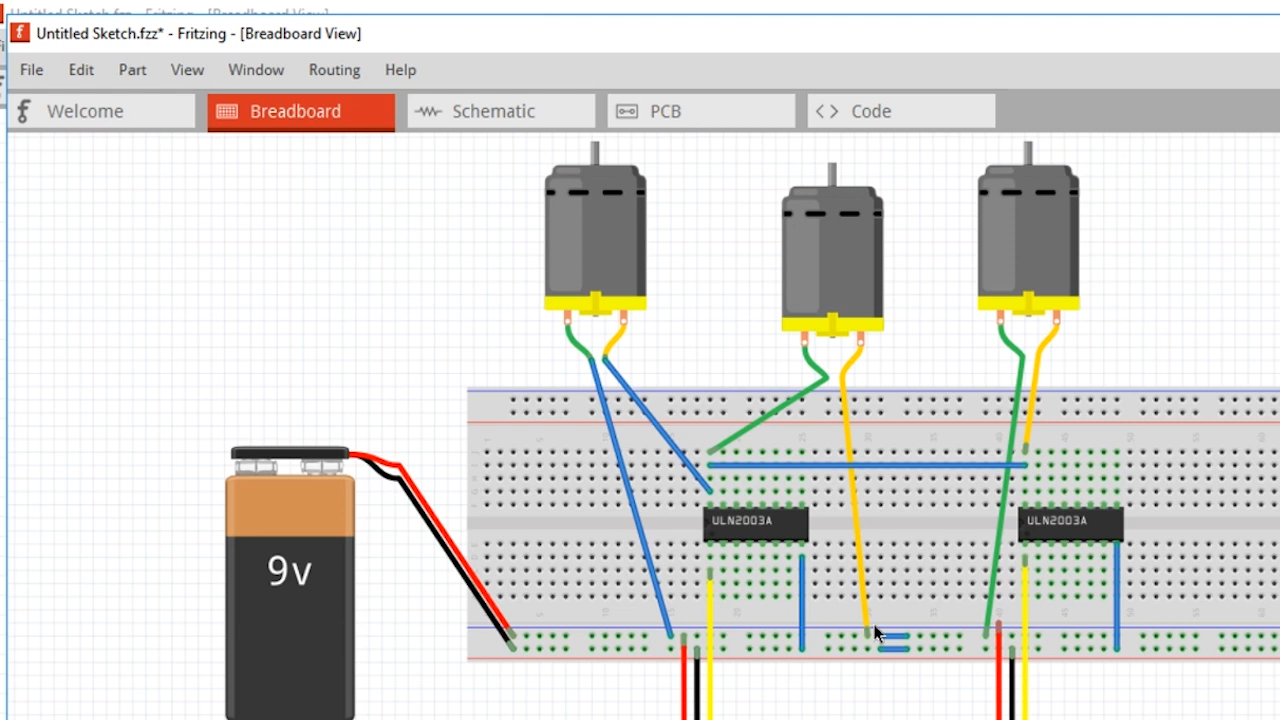 Untitled Sketch.fzz* - Fritzing - [Breadboard View]
File Edit Part View Window Routing Help
Welcome Breadboard Schematic PCB Code
9v
ULN2003A ULN2003A